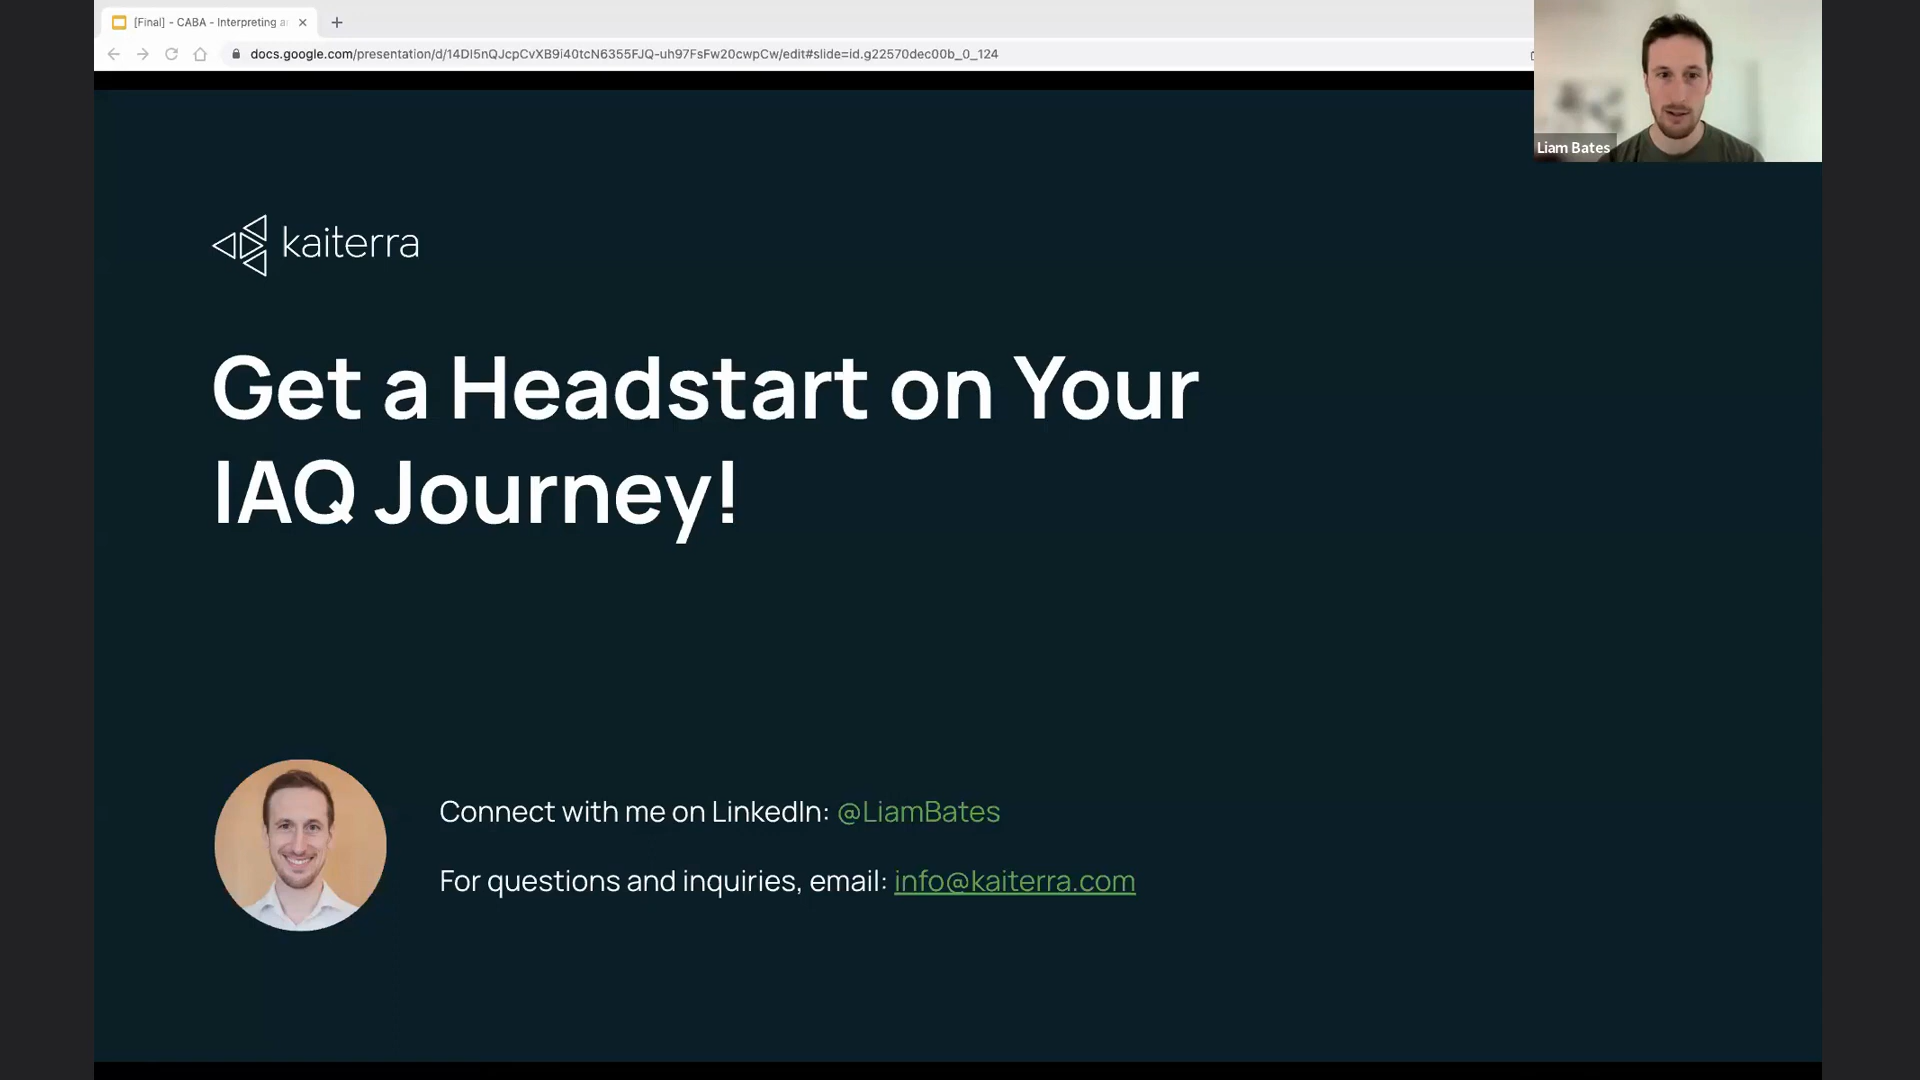 [Final] - CABA - Interpreting a
docs.google.com/presentation/d/14DI5nQJcpCvXB9i40tcN6355FJQ-uh97FsFw20cwpCw/edit#slide=id.g22570dec00b_0_124
Liam Bates
kaiterra
Get a Headstart on Your
IAQ Journey!
Connect with me on LinkedIn: @LiamBates
For questions and inquiries, email: info@kaiterra.com